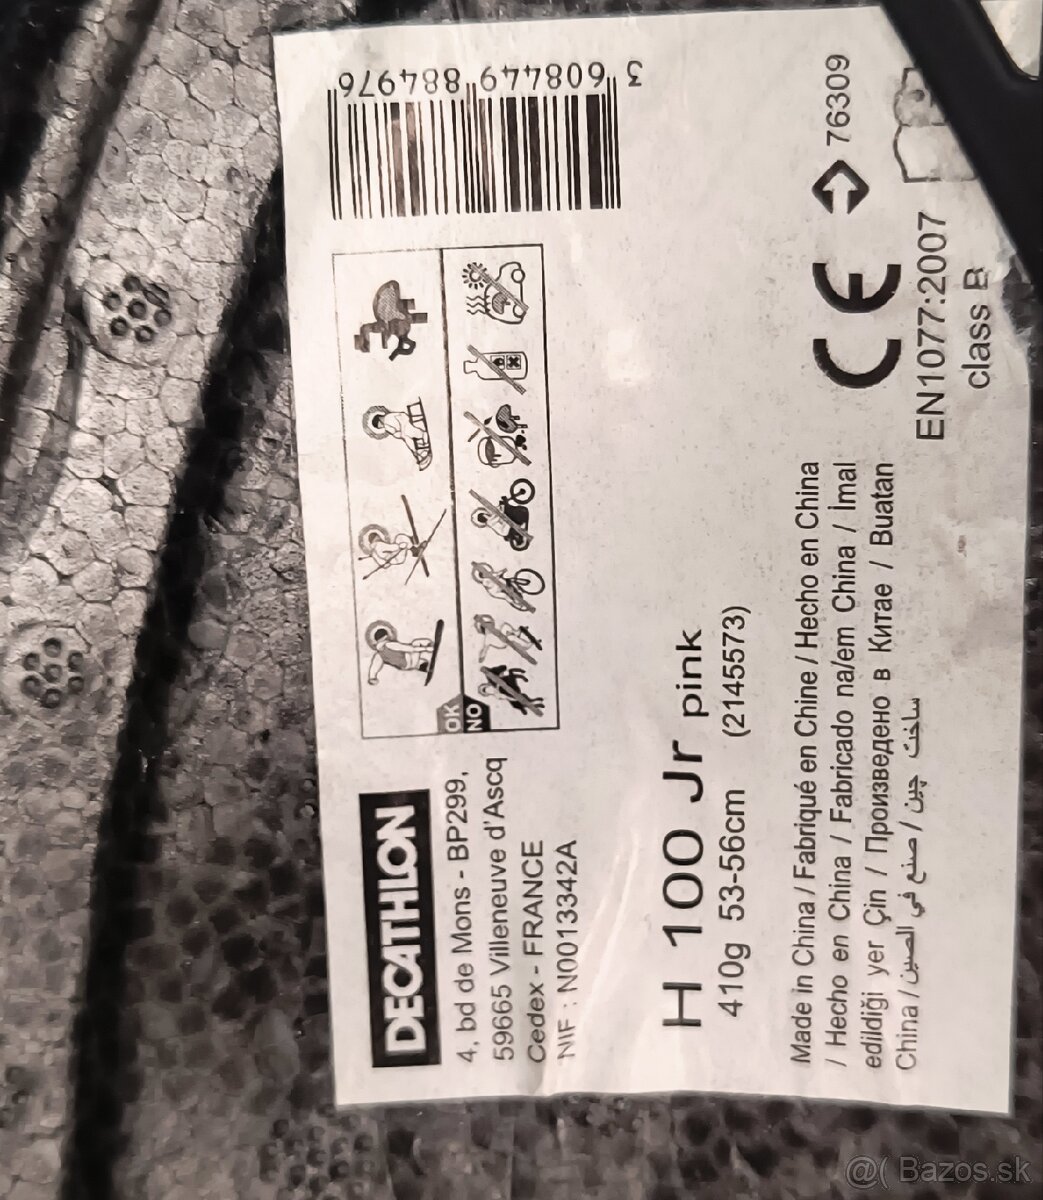 DECATHLON
4, bd de Mons - BP299,
59665 Villeneuve d'Ascq
Cedex - FRANCE
NIF : N0013342A
OK
NO
3 608449 884976
H 100 Jr pink
410g 53-56cm (2145573)
Made in China / Fabriqué en Chine / Hecho en China
/ Hecho en China / Fabricado na/em China / İmal
edildiği yer Çin / Произведено в Китае / Buatan
China / ساخت چین / صنع في الصين
76309
CE
EN1077:2007
class B
@( Bazos.sk